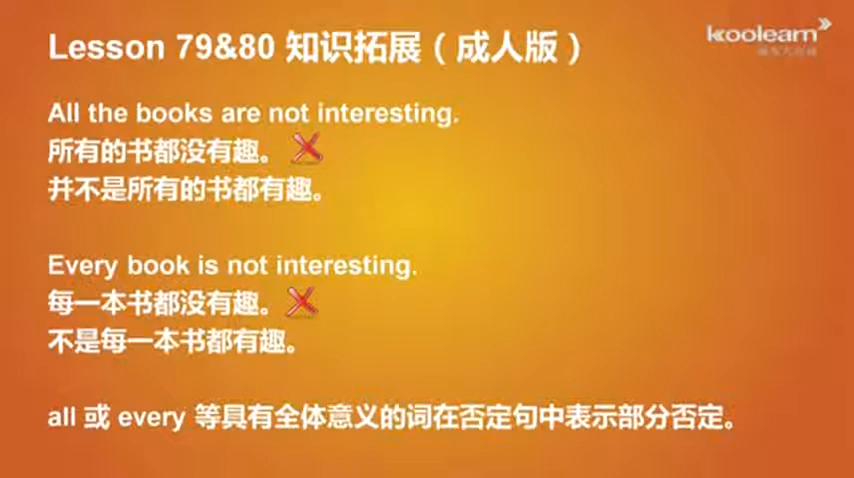 Lesson 79&80 知识拓展（成人版）
koolearn
All the books are not interesting.
所有的书都没有趣。
并不是所有的书都有趣。
Every book is not interesting.
每一本书都没有趣。
不是每一本书都有趣。
all 或 every 等具有全体意义的词在否定句中表示部分否定。